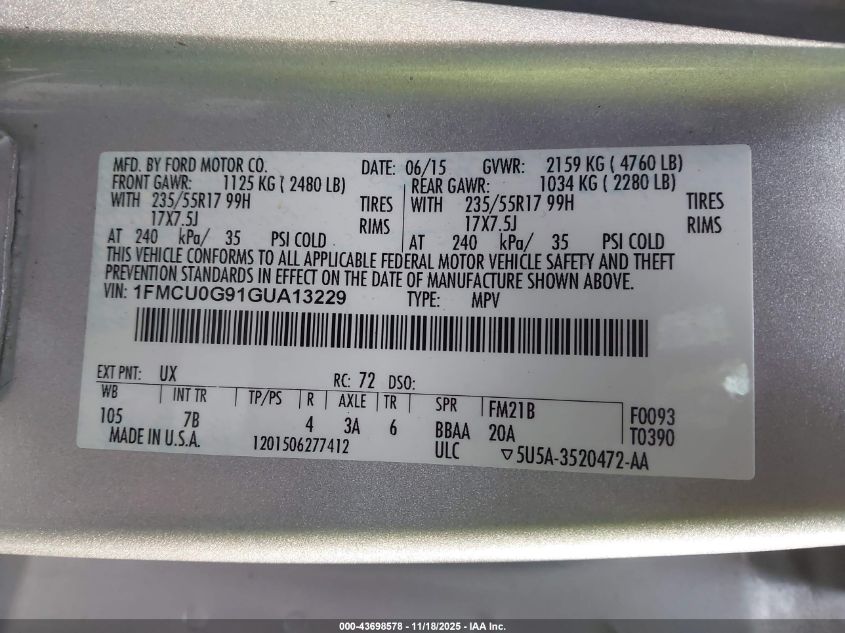 MFD. BY FORD MOTOR CO. DATE: 06/15 GVWR: 2159 KG ( 4760 LB)
FRONT GAWR: 1125 KG ( 2480 LB) REAR GAWR: 1034 KG ( 2280 LB)
WITH 235/55R17 99H TIRES WITH 235/55R17 99H TIRES
17X7.5J RIMS 17X7.5J RIMS
AT 240 kPa/ 35 PSI COLD AT 240 kPa/ 35 PSI COLD
THIS VEHICLE CONFORMS TO ALL APPLICABLE FEDERAL MOTOR VEHICLE SAFETY AND THEFT
PREVENTION STANDARDS IN EFFECT ON THE DATE OF MANUFACTURE SHOWN ABOVE.
VIN: 1FMCU0G91GUA13229 TYPE: MPV
EXT PNT: UX RC: 72 DSO:
WB INT TR TP/PS R AXLE TR SPR FM21B F0093
105 7B 4 3A 6 BBAA 20A T0390
MADE IN U.S.A. 1201506277412 ULC ▽5U5A-3520472-AA
000-43698578 - 11/18/2025 - IAA Inc.